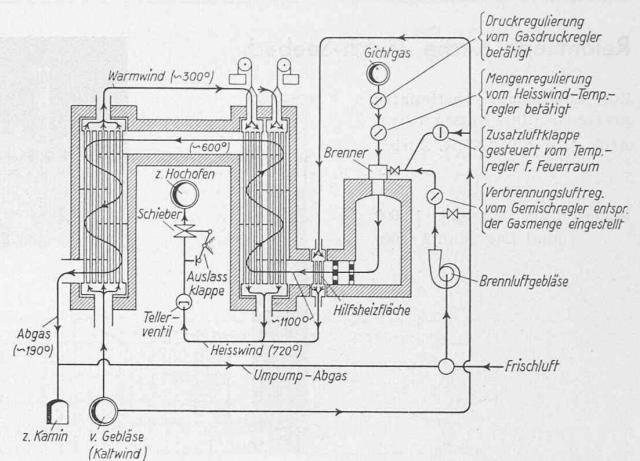 Druckregulierung
vom Gasdruckregler
betätigt
Gichtgas
Warmwind (~300°)
Mengenregulierung
vom Heisswind-Temp.-
regler betätigt
(~600°)
Zusatzluftklappe
gesteuert vom Temp.-
regler f. Feuerraum
Brenner
z. Hochofen
Schieber
Verbrennungsluftreg.
vom Gemischregler entspr.
der Gasmenge eingestellt
Auslass
klappe
Brennluftgebläse
Hilfsheizfläche
~1100°
Teller-
ventil
Abgas
(~190°)
Heisswind (720°)
Frischluft
Umpump-Abgas
z. Kamin
v. Gebläse
(Kaltwind)